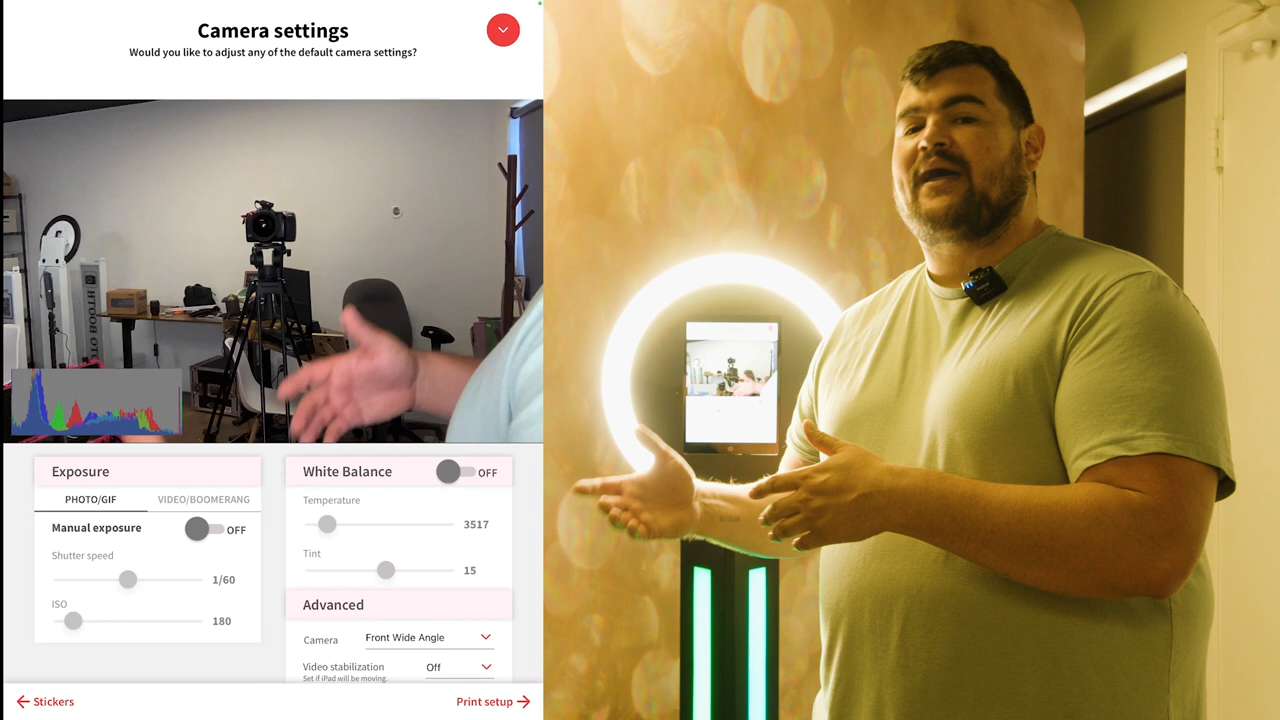 Camera settings
Would you like to adjust any of the default camera settings?
PHOTO BOOTH
Exposure
PHOTO/GIF VIDEO/BOOMERANG
Manual exposure OFF
Shutter speed
1/60
ISO
180
White Balance OFF
Temperature
3517
Tint
15
Advanced
Camera Front Wide Angle
Video stabilization Off
Set if iPad will be moving.
Stickers
Print setup